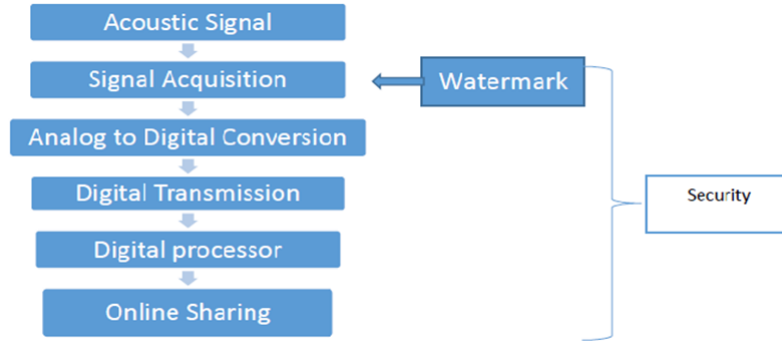 Acoustic Signal
Signal Acquisition
Watermark
Analog to Digital Conversion
Digital Transmission
Security
Digital processor
Online Sharing